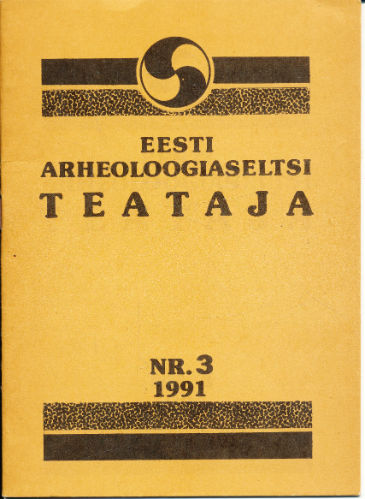 EESTI
ARHEOLOOGIASELTSI
TEATAJA
NR. 3
1991